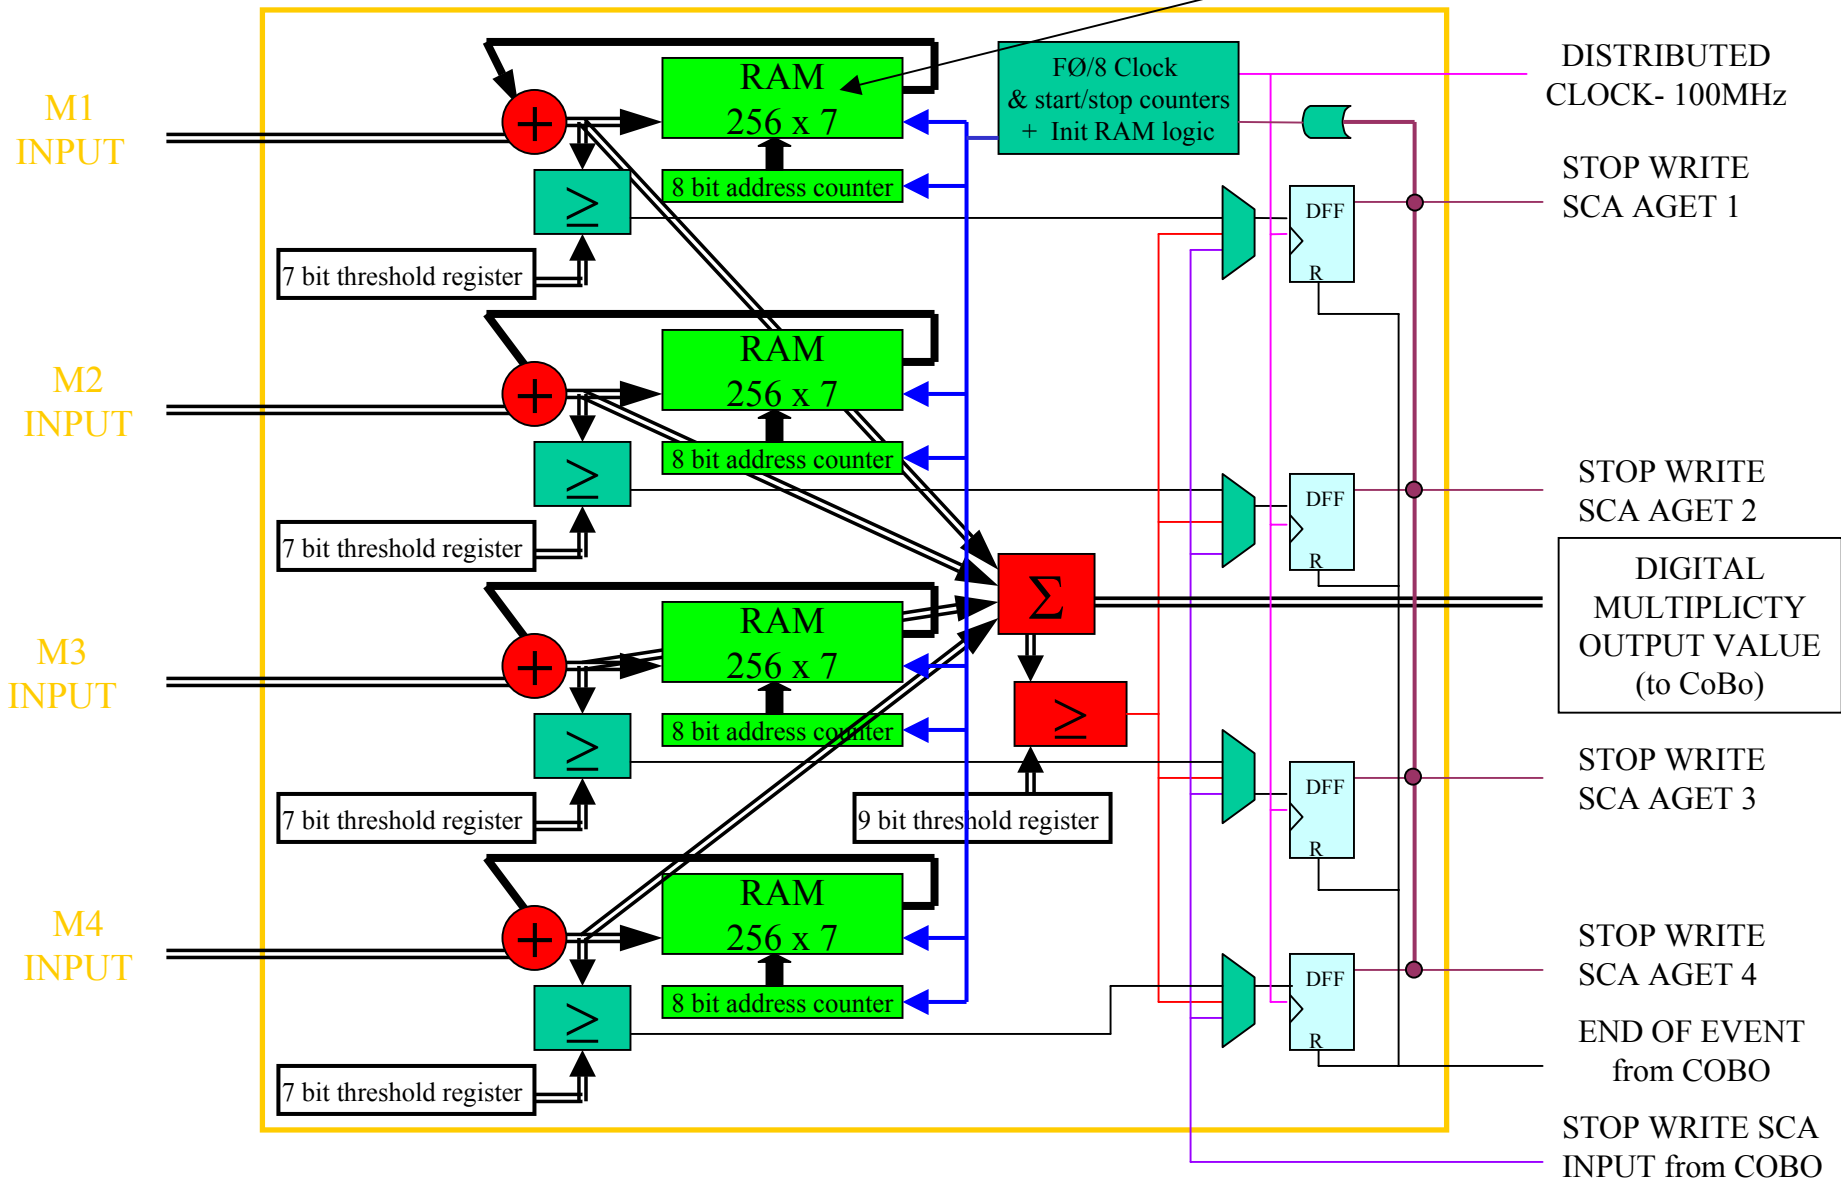 M1
INPUT
RAM
256 x 7
8 bit address counter
+
≥
7 bit threshold register
FØ/8 Clock
& start/stop counters
+ Init RAM logic
DISTRIBUTED
CLOCK- 100MHz
DFF
R
STOP WRITE
SCA AGET 1
M2
INPUT
RAM
256 x 7
8 bit address counter
+
≥
7 bit threshold register
DFF
R
STOP WRITE
SCA AGET 2
Σ
≥
9 bit threshold register
DIGITAL
MULTIPLICTY
OUTPUT VALUE
(to CoBo)
M3
INPUT
RAM
256 x 7
8 bit address counter
+
≥
7 bit threshold register
DFF
R
STOP WRITE
SCA AGET 3
M4
INPUT
RAM
256 x 7
8 bit address counter
+
≥
7 bit threshold register
DFF
R
STOP WRITE
SCA AGET 4
END OF EVENT
from COBO
STOP WRITE SCA
INPUT from COBO